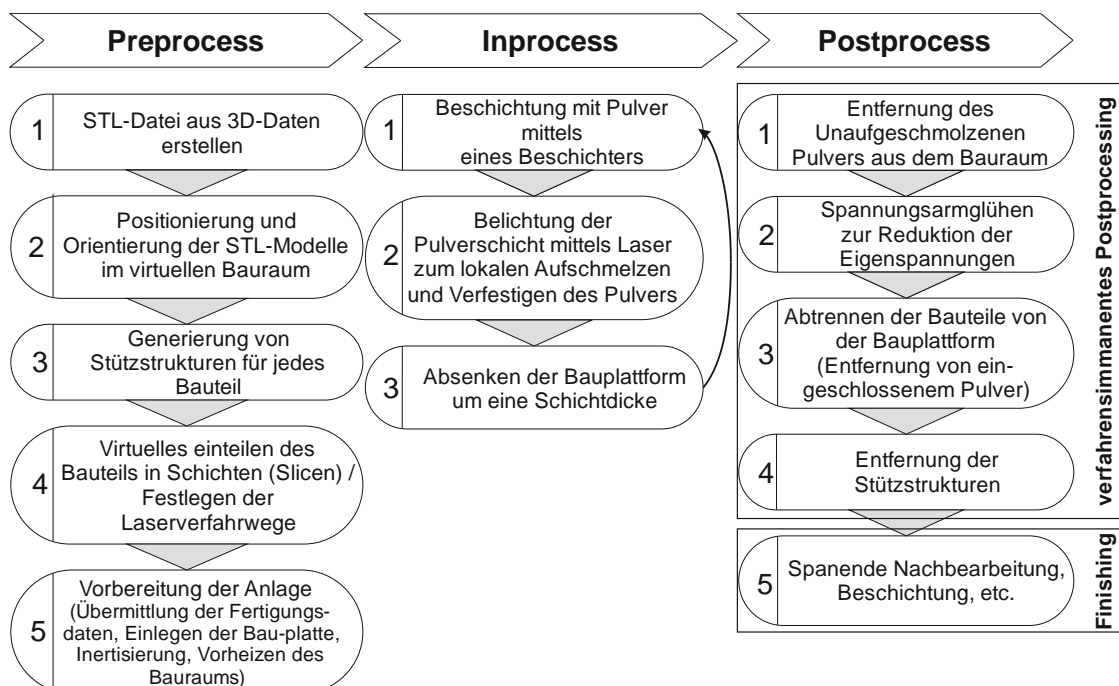 Preprocess
1
STL-Datei aus 3D-Daten
erstellen
2
Positionierung und
Orientierung der STL-Modelle
im virtuellen Bauraum
3
Generierung von
Stützstrukturen für jedes
Bauteil
4
Virtuelles einteilen des
Bauteils in Schichten (Slicen) /
Festlegen der
Laserverfahrwege
5
Vorbereitung der Anlage
(Übermittlung der Fertigungs-
daten, Einlegen der Bau-platte,
Inertisierung, Vorheizen des
Bauraums)
Inprocess
1
Beschichtung mit Pulver
mittels
eines Beschichters
2
Belichtung der
Pulverschicht mittels Laser
zum lokalen Aufschmelzen
und Verfestigen des Pulvers
3
Absenken der Bauplattform
um eine Schichtdicke
Postprocess
1
Entfernung des
Unaufgeschmolzenen
Pulvers aus dem Bauraum
2
Spannungsarmglühen
zur Reduktion der
Eigenspannungen
3
Abtrennen der Bauteile von
der Bauplattform
(Entfernung von ein-
geschlossenem Pulver)
4
Entfernung der
Stützstrukturen
verfahrensimmanentes Postprocessing
5
Spanende Nachbearbeitung,
Beschichtung, etc.
Finishing